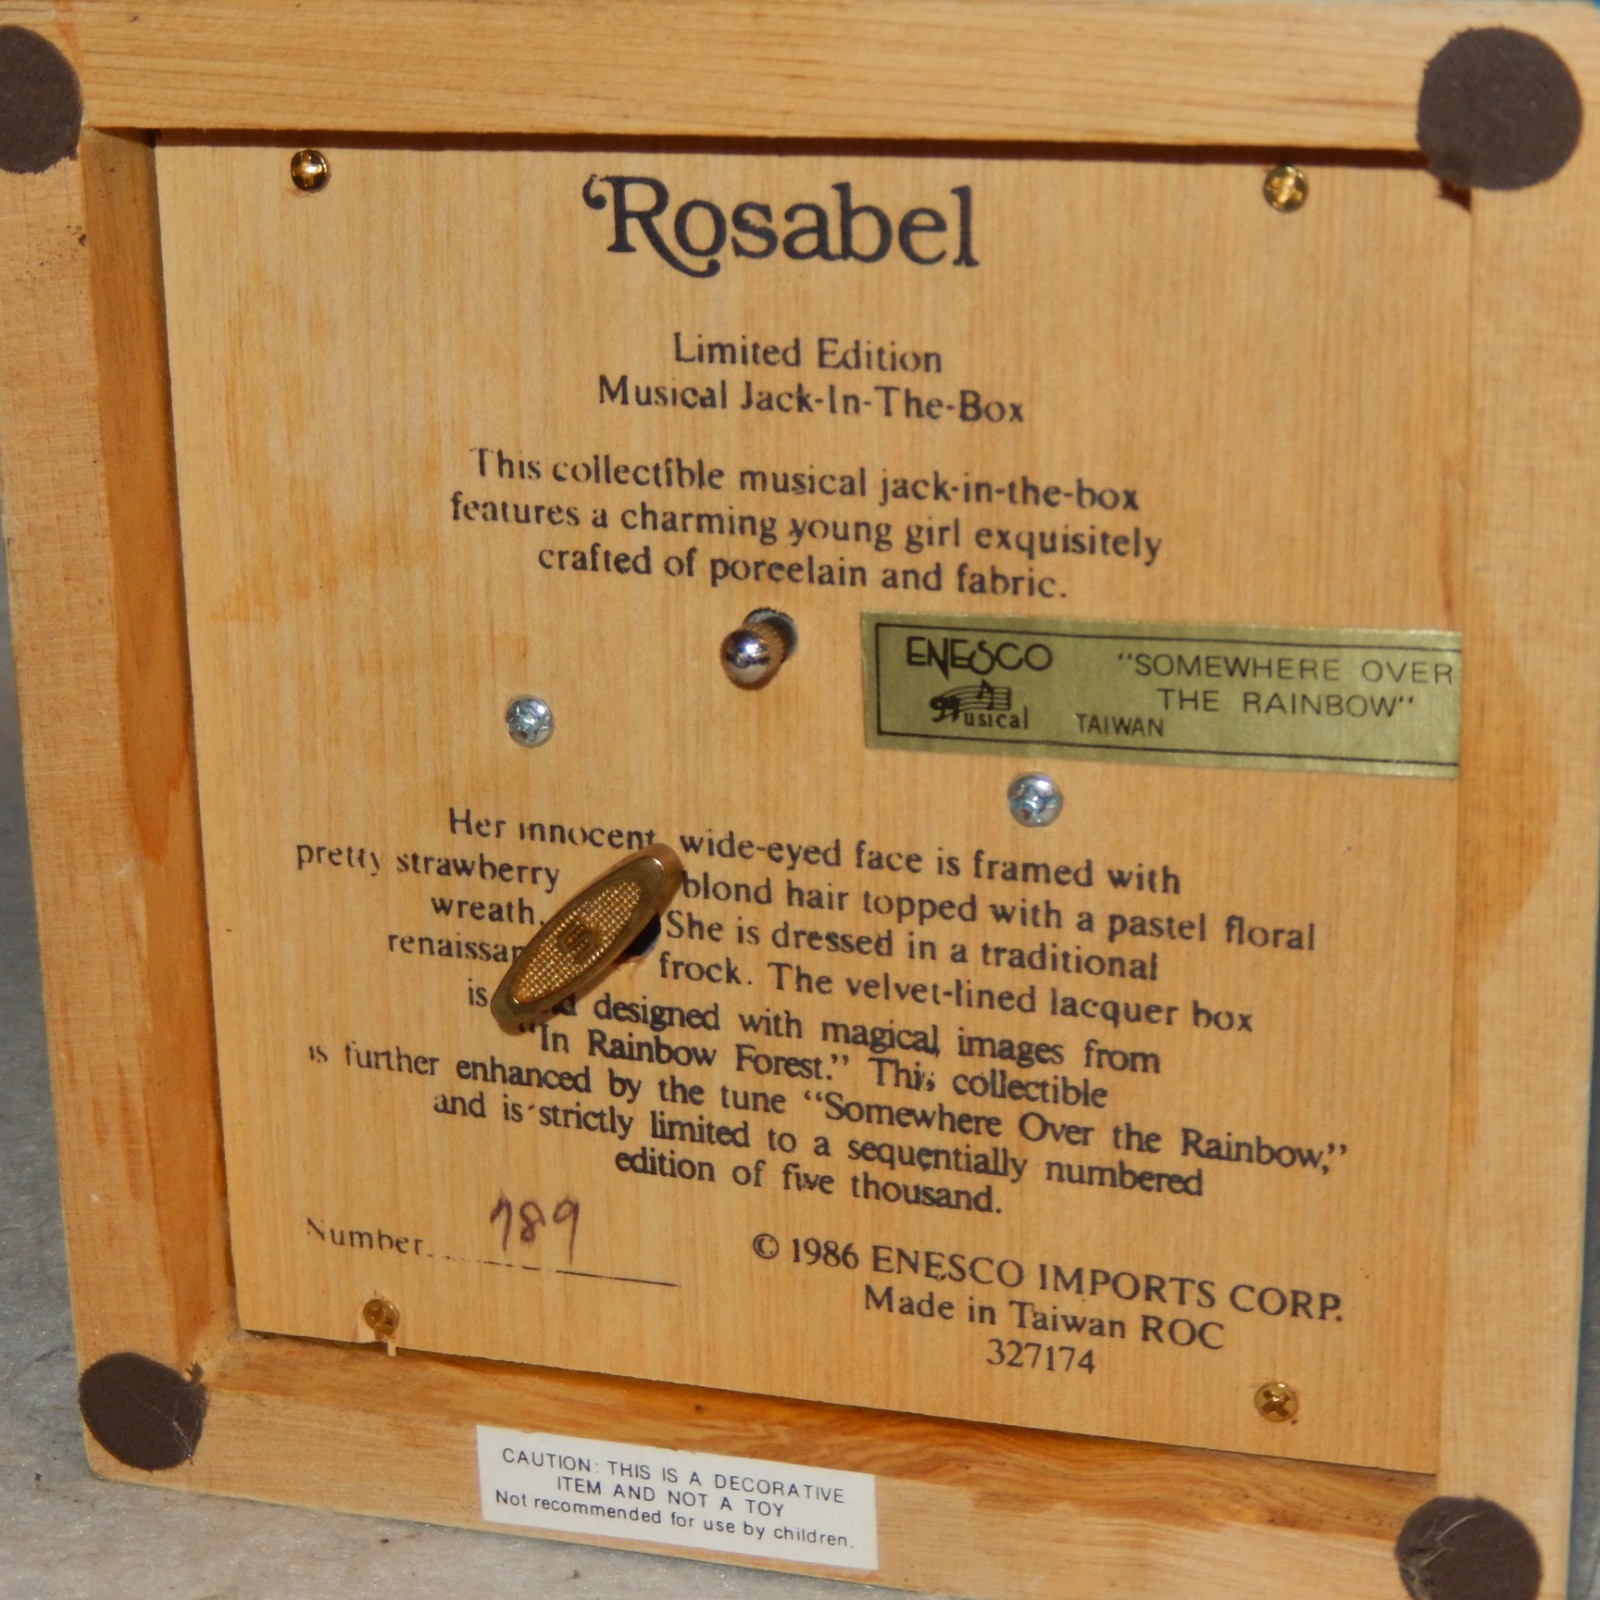 Rosabel
Limited Edition
Musical Jack-In-The-Box
This collectible musical jack-in-the-box
features a charming young girl exquisitely
crafted of porcelain and fabric.
ENESCO
Musical
"SOMEWHERE OVER
THE RAINBOW"
TAIWAN
Her innocent, wide-eyed face is framed with
pretty strawberry blond hair topped with a pastel floral
wreath. She is dressed in a traditional
frock. The velvet-lined lacquer box
is designed with magical images from
"In Rainbow Forest." This collectible
is further enhanced by the tune "Somewhere Over the Rainbow,"
and is strictly limited to a sequentially numbered
edition of five thousand.
Number 789
© 1986 ENESCO IMPORTS CORP.
Made in Taiwan ROC
327174
CAUTION: THIS IS A DECORATIVE
ITEM AND NOT A TOY
Not recommended for use by children.